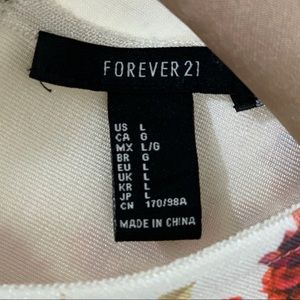 FOREVER 21
US L
CA G
MX L/G
BR G
EU L
UK L
KR L
JP L
CN 170/98A
MADE IN CHINA